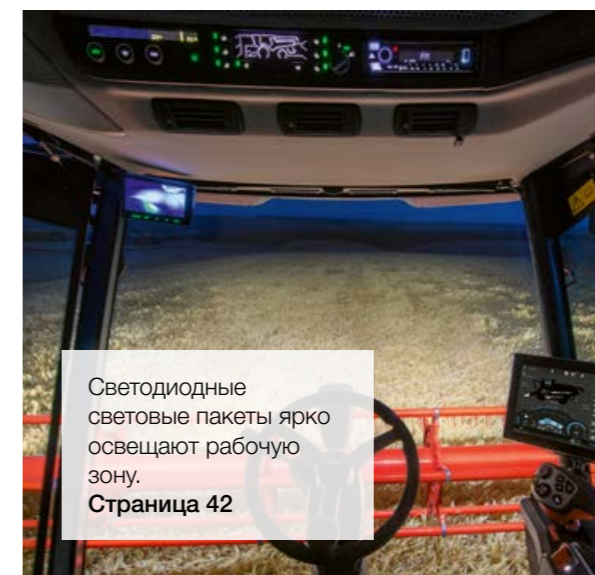 Светодиодные
световые пакеты ярко
освещают рабочую
зону.
Страница 42